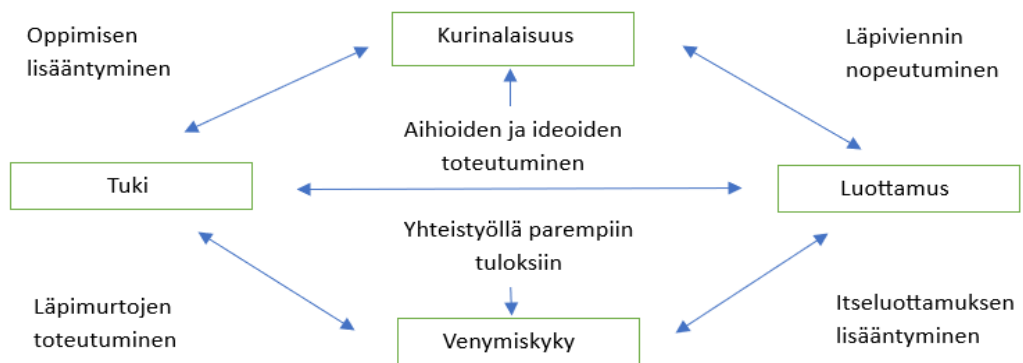 Oppimisen
lisääntyminen
Kurinalaisuus
Läpiviennin
nopeutuminen
Aihioiden ja ideoiden
toteutuminen
Tuki
Luottamus
Yhteistyöllä parempiin
tuloksiin
Läpimurtojen
toteutuminen
Venymiskyky
Itseluottamuksen
lisääntyminen